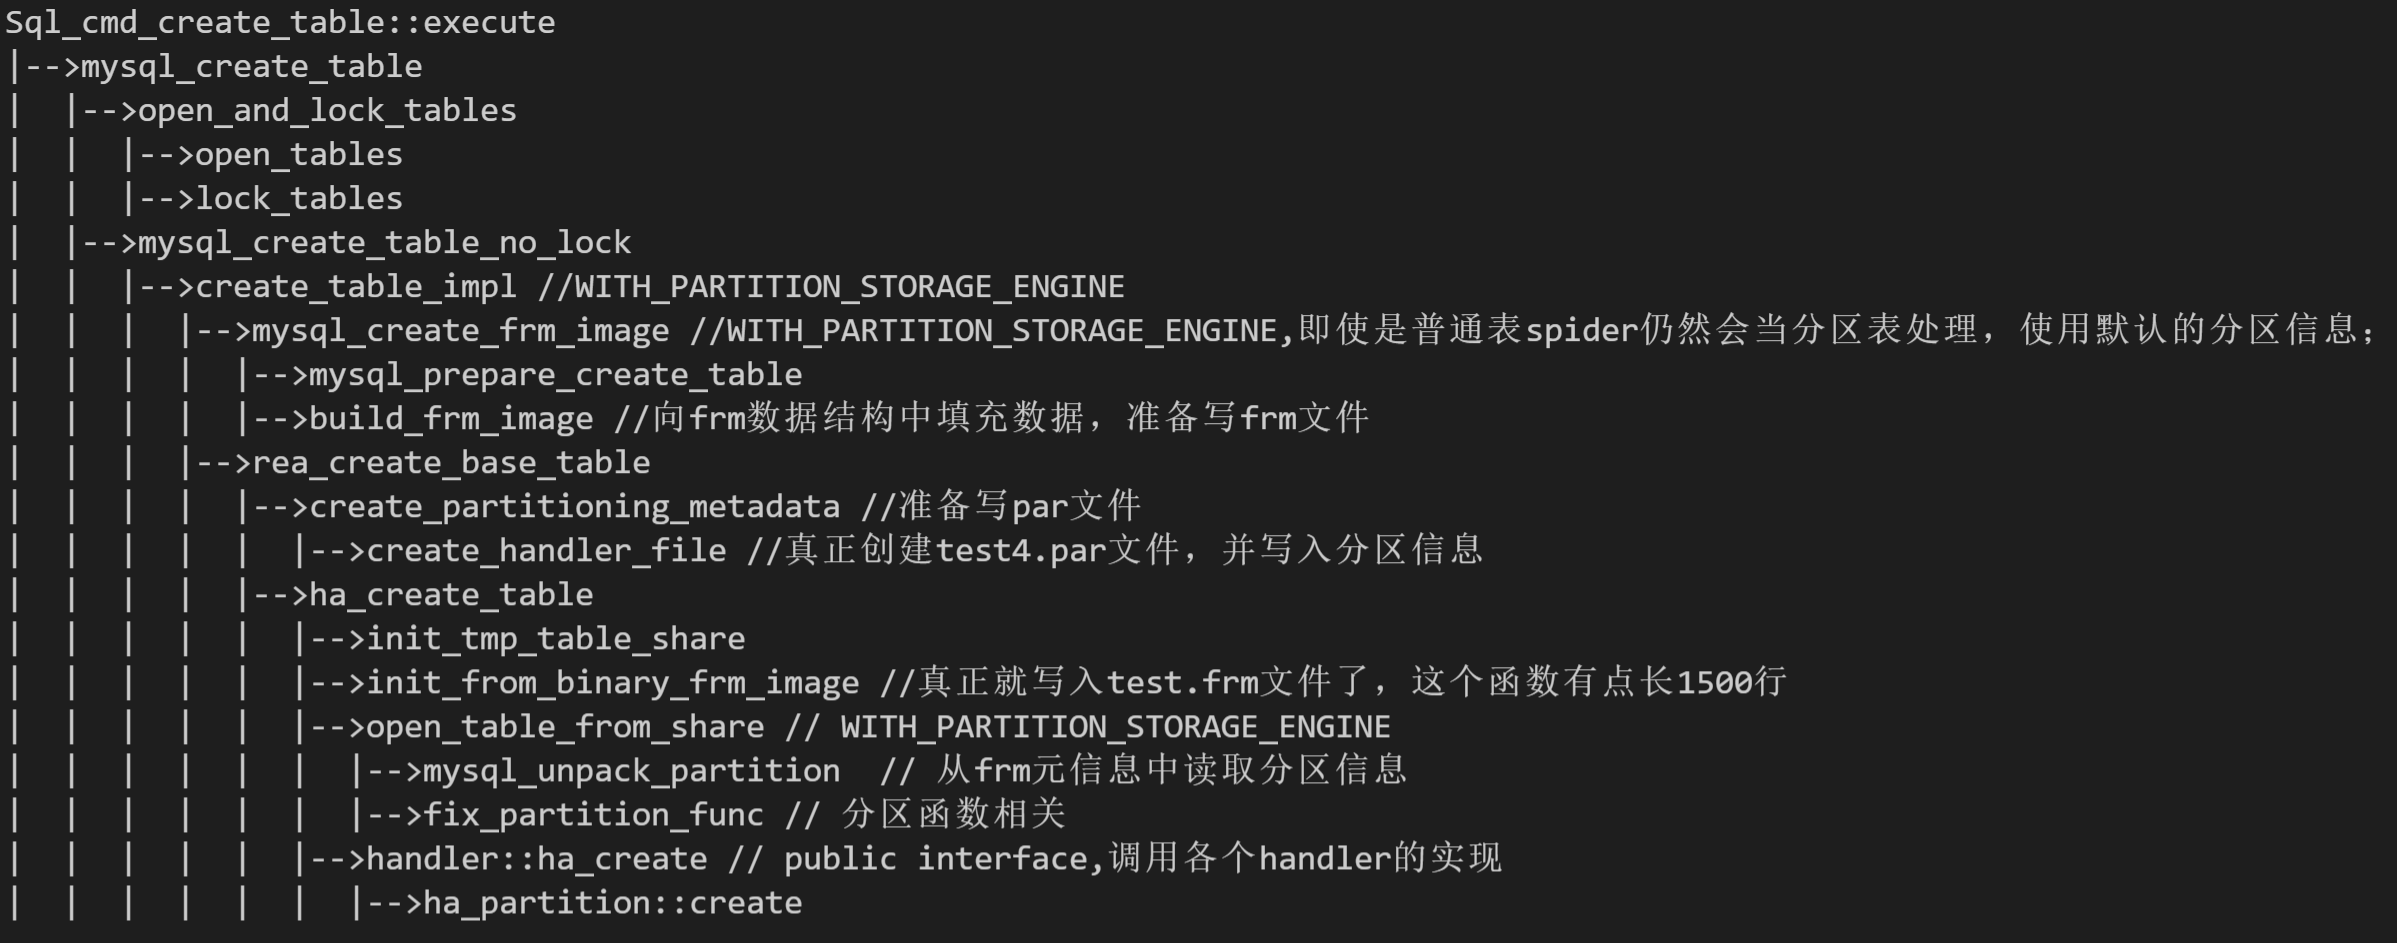 Sql_cmd_create_table::execute
|-->mysql_create_table
|  |-->open_and_lock_tables
|  |  |-->open_tables
|  |  |-->lock_tables
|  |-->mysql_create_table_no_lock
|  |  |-->create_table_impl //WITH_PARTITION_STORAGE_ENGINE
|  |  |  |-->mysql_create_frm_image //WITH_PARTITION_STORAGE_ENGINE,即使是普通表spider仍然会当分区表处理，使用默认的分区信息;
|  |  |  |  |-->mysql_prepare_create_table
|  |  |  |  |-->build_frm_image //向frm数据结构中填充数据，准备写frm文件
|  |  |  |-->rea_create_base_table
|  |  |  |  |-->create_partitioning_metadata //准备写par文件
|  |  |  |  |  |-->create_handler_file //真正创建test4.par文件，并写入分区信息
|  |  |  |  |-->ha_create_table
|  |  |  |  |  |-->init_tmp_table_share
|  |  |  |  |  |-->init_from_binary_frm_image //真正就写入test.frm文件了，这个函数有点长1500行
|  |  |  |  |  |-->open_table_from_share // WITH_PARTITION_STORAGE_ENGINE
|  |  |  |  |  |  |-->mysql_unpack_partition  // 从frm元信息中读取分区信息
|  |  |  |  |  |  |-->fix_partition_func // 分区函数相关
|  |  |  |  |  |-->handler::ha_create // public interface,调用各个handler的实现
|  |  |  |  |  |  |-->ha_partition::create